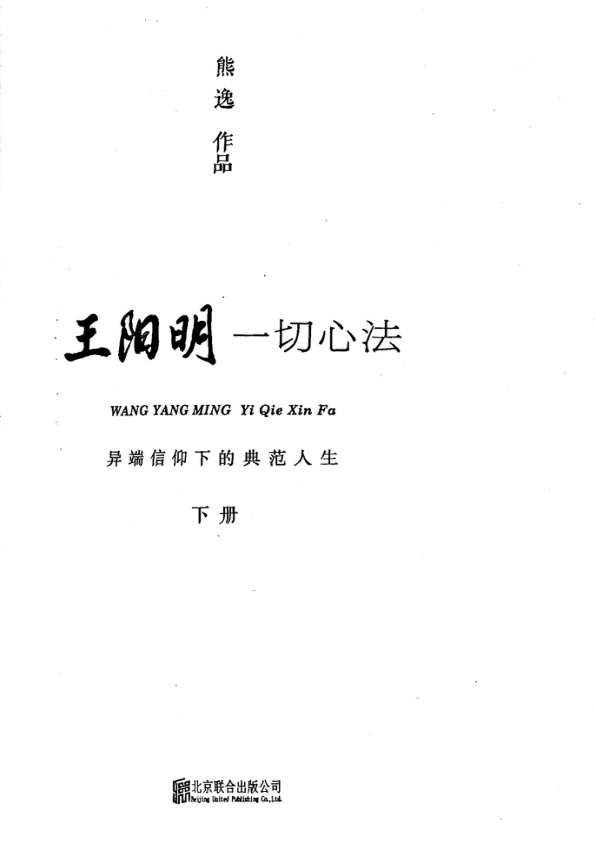 熊逸 作品
王阳明 一切心法
WANG YANG MING Yi Qie Xin Fa
异端信仰下的典范人生
下册
北京联合出版公司
Beijing United Publishing Co.,Ltd.